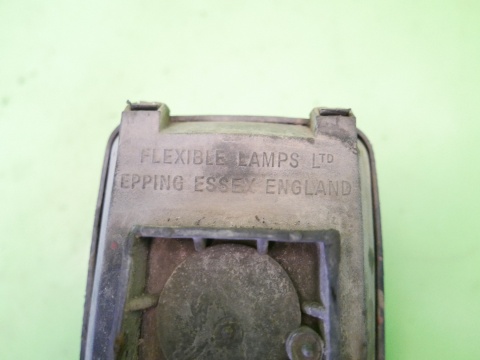 FLEXIBLE LAMPS LTD
EPPING ESSEX ENGLAND